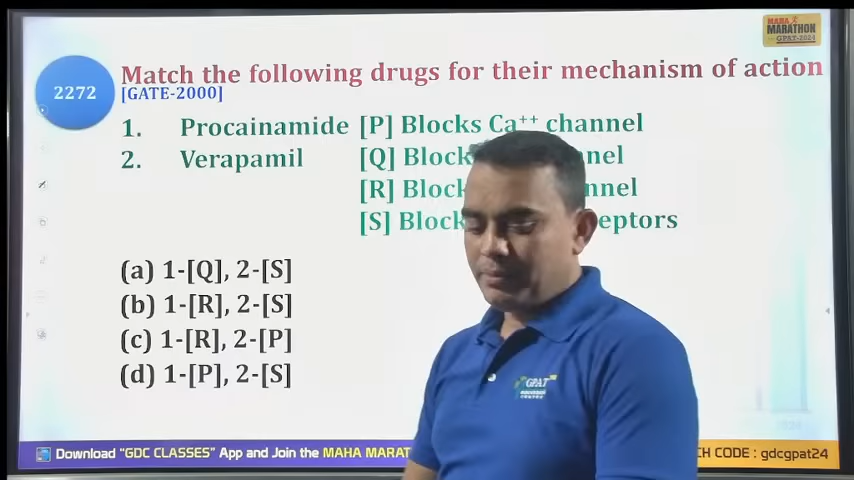 MAHA
MARATHON
GPAT-2024
2272
Match the following drugs for their mechanism of action
[GATE-2000]
1. Procainamide [P] Blocks Ca++ channel
2. Verapamil [Q] Block
[R] Block
[S] Block eptors
(a) 1-[Q], 2-[S]
(b) 1-[R], 2-[S]
(c) 1-[R], 2-[P]
(d) 1-[P], 2-[S]
GPAT
Download "GDC CLASSES" App and Join the MAHA MARAT CH CODE : gdcgpat24